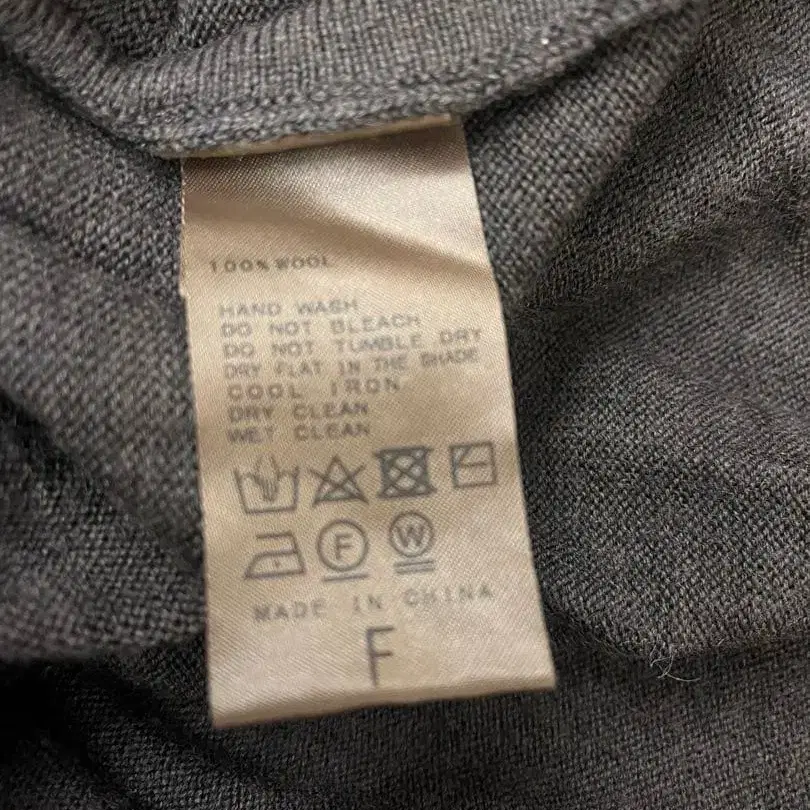 100% WOOL
HAND WASH
DO NOT BLEACH
DO NOT TUMBLE DRY
DRY FLAT IN THE SHADE
COOL IRON
DRY CLEAN
WET CLEAN
F W
MADE IN CHINA
F